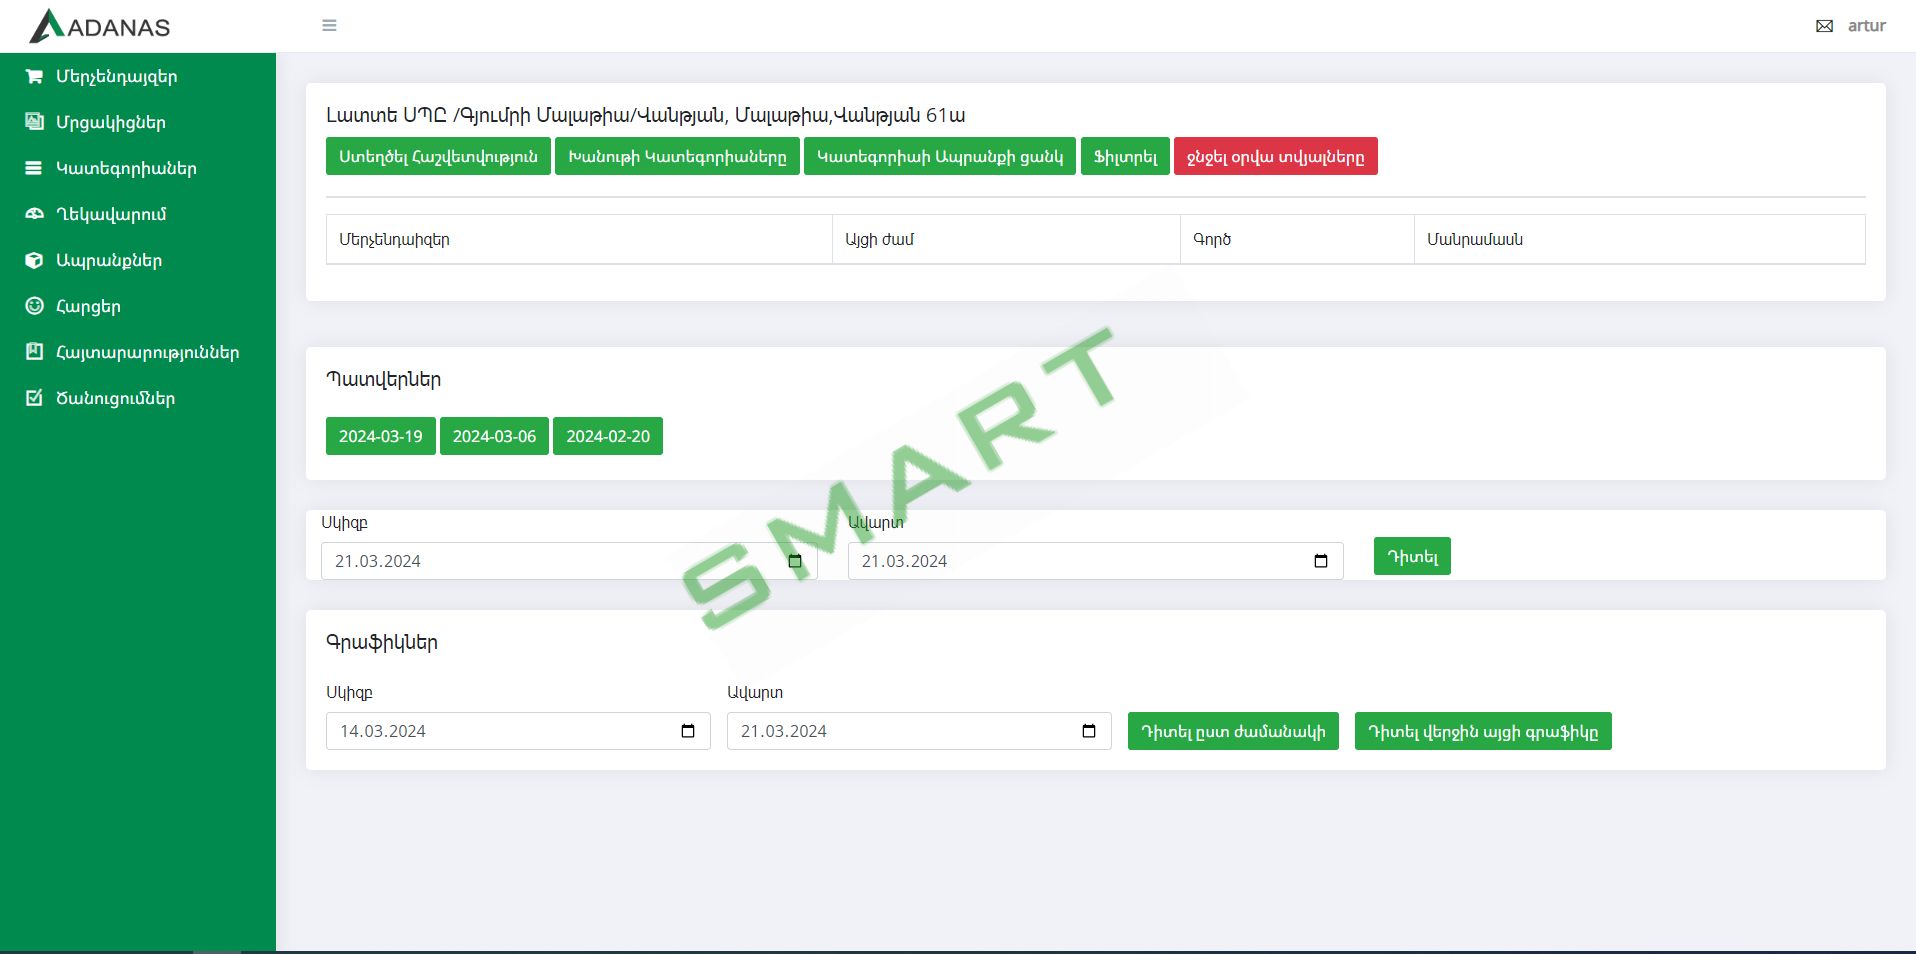 ADANAS
artur
Մերչենդայզեր
Մրցակիցներ
Կատեգորիաներ
Ղեկավարում
Ապրանքներ
Հարցեր
Հայտարարություններ
Ծանուցումներ
Լատտե ՍՊԸ /Գյումրի Մալաթիա/Վանթյան, Մալաթիա,Վանթյան 61ա
Ստեղծել Հաշվետվություն Խանութի Կատեգորիաները Կատեգորիաի Ապրանքի ցանկ Ֆիլտրել ջնջել օրվա տվյալները
Մերչենդաիզեր Այցի ժամ Գործ Մանրամասն
Պատվերներ
2024-03-19 2024-03-06 2024-02-20
SMART
Սկիզբ Ավարտ
21.03.2024 21.03.2024 Դիտել
Գրաֆիկներ
Սկիզբ Ավարտ
14.03.2024 21.03.2024 Դիտել ըստ ժամանակի Դիտել վերջին այցի գրաֆիկը